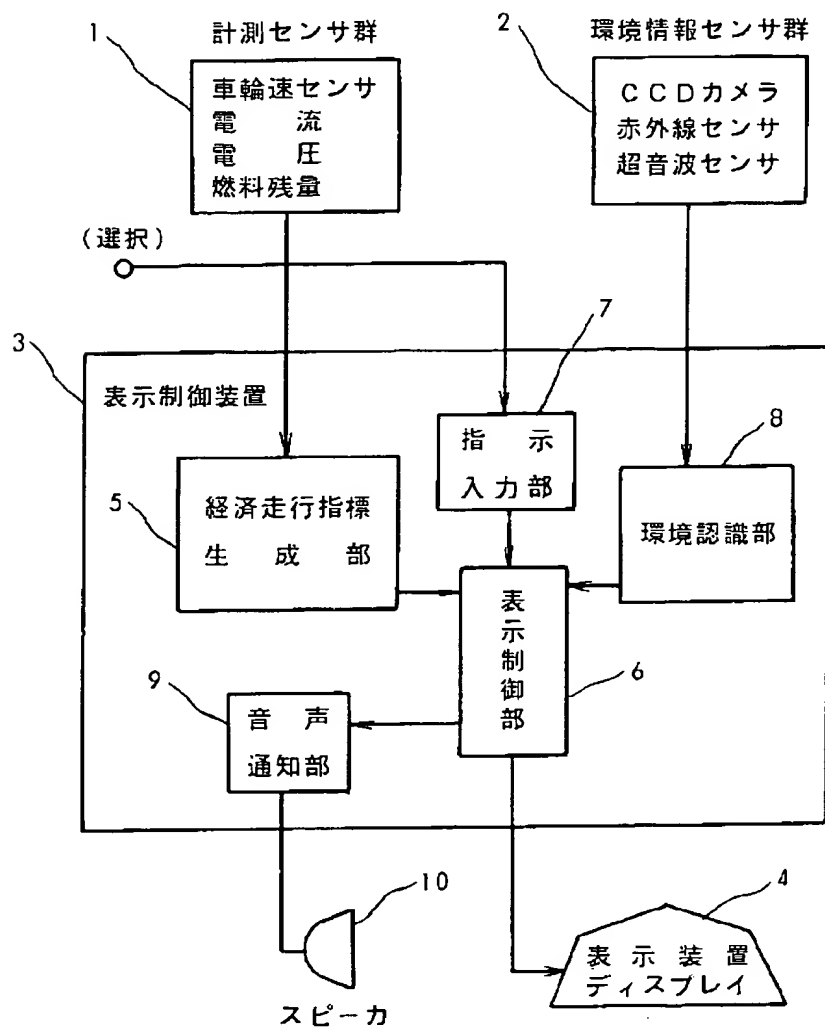 1
計測センサ群
車輪速センサ
電流
電圧
燃料残量
2
環境情報センサ群
CCDカメラ
赤外線センサ
超音波センサ
(選択)
3
表示制御装置
7
指示
入力部
8
環境認識部
5
経済走行指標
生成部
表示制御部
6
9
音声
通知部
10
スピーカ
4
表示装置
ディスプレイ